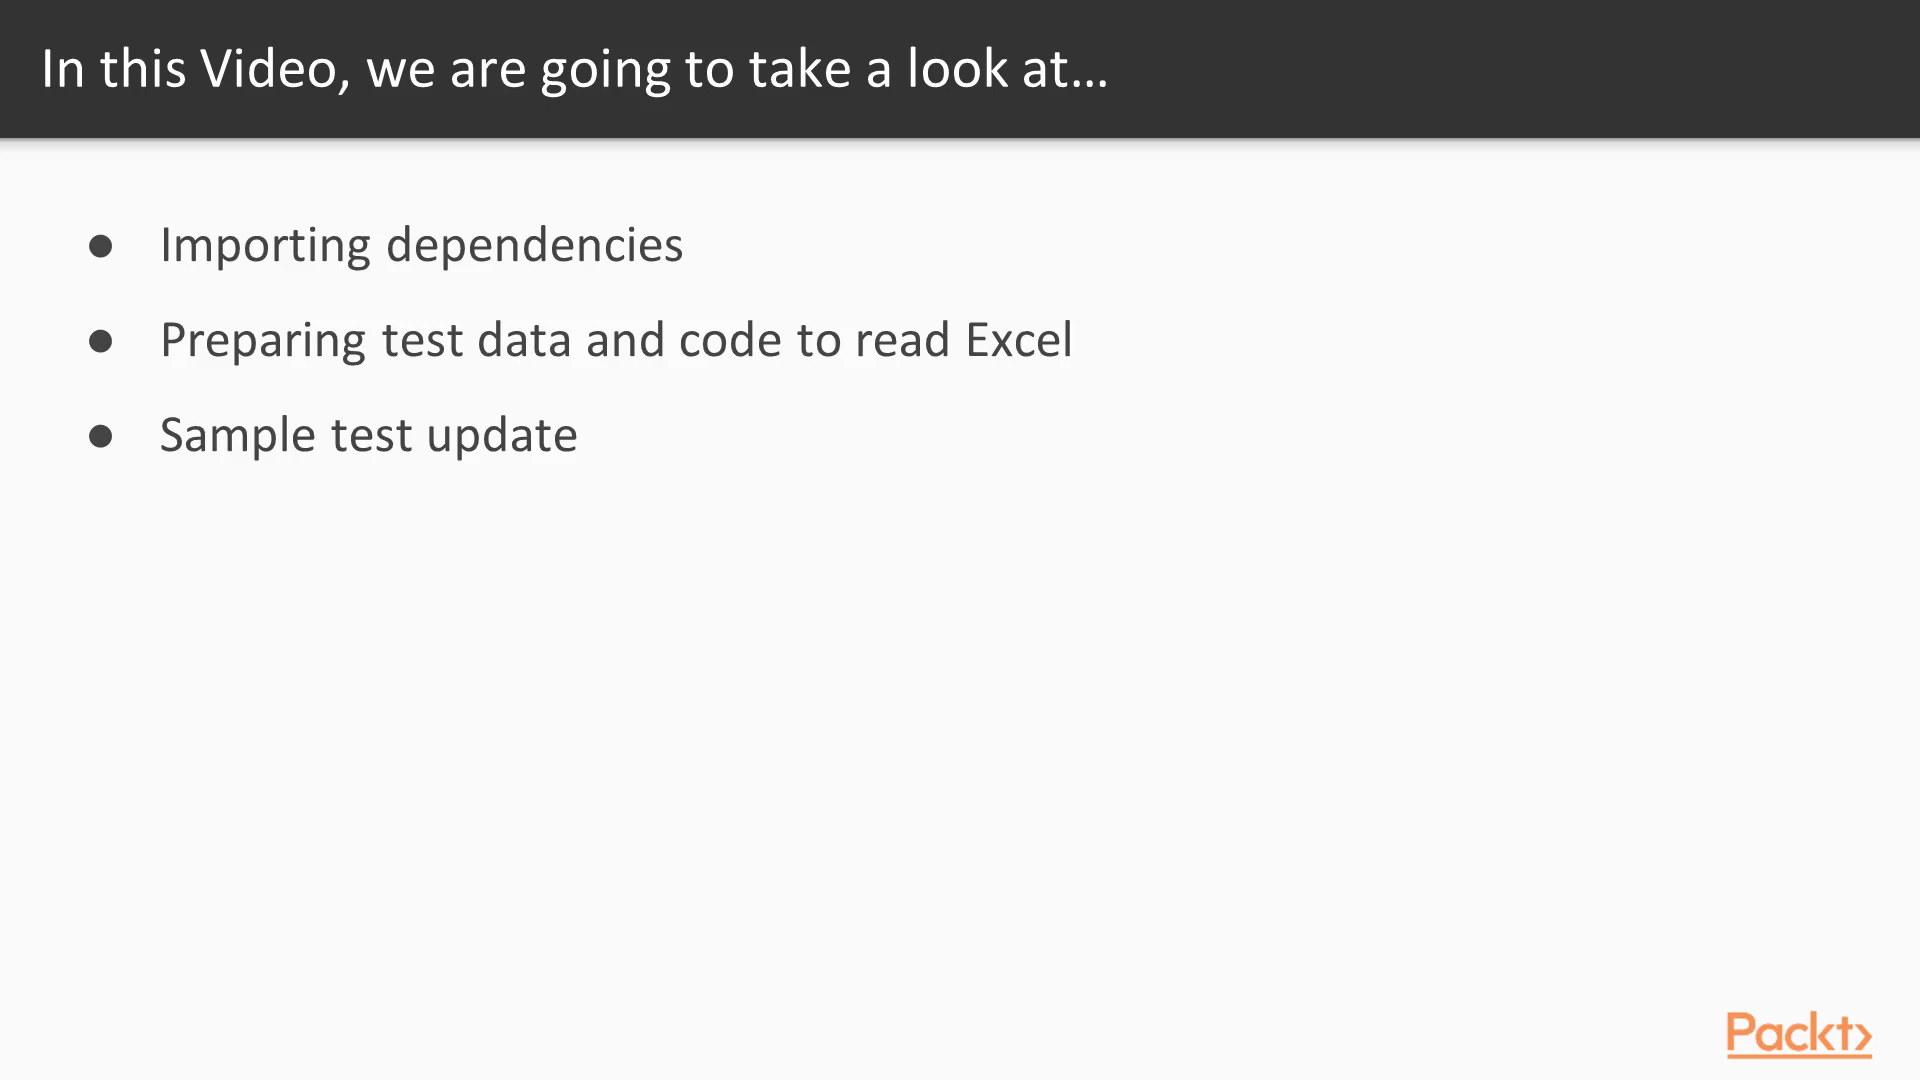 In this Video, we are going to take a look at...
● Importing dependencies
● Preparing test data and code to read Excel
● Sample test update
Packt>